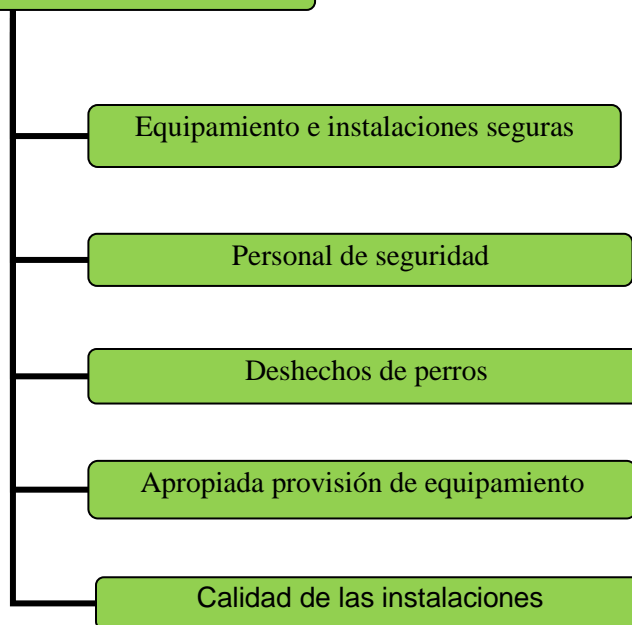 Equipamiento e instalaciones seguras
Personal de seguridad
Deshechos de perros
Apropiada provisión de equipamiento
Calidad de las instalaciones